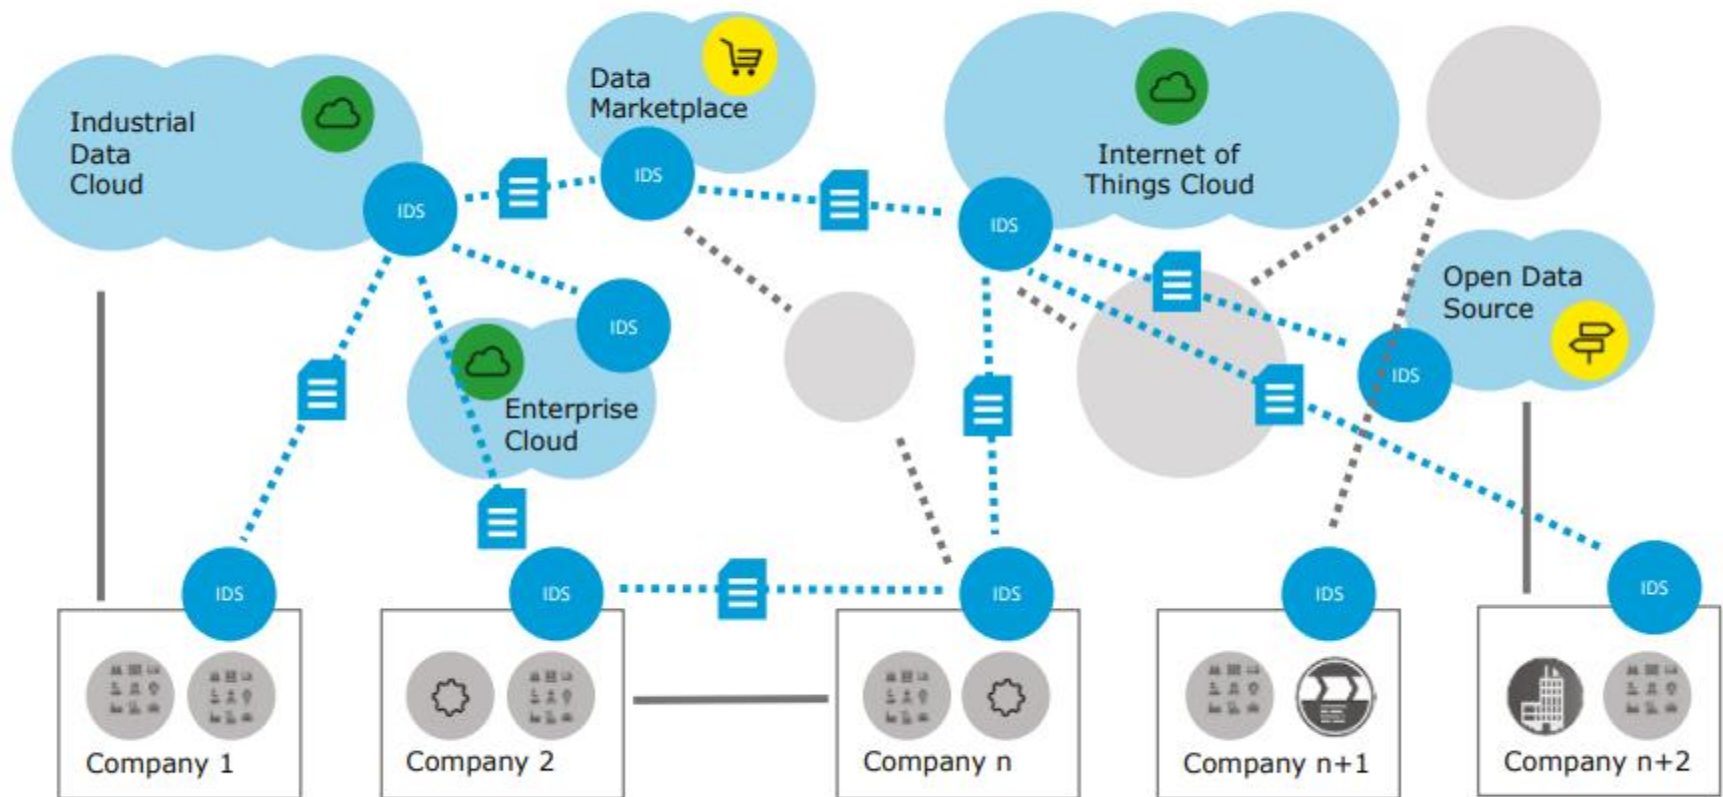 Industrial
Data
Cloud
IDS
Data
Marketplace
IDS
Internet of
Things Cloud
IDS
Open Data
Source
IDS
IDS
Enterprise
Cloud
IDS
IDS
IDS
IDS
IDS
Company 1
Company 2
Company n
Company n+1
Company n+2